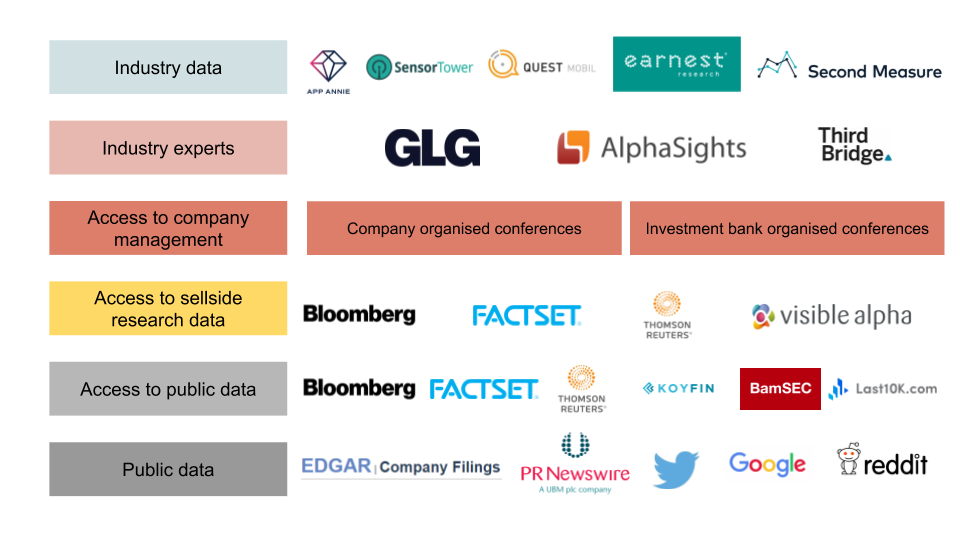 Industry data
APP ANNIE
SensorTower
QUEST MOBIL
earnest
research
Second Measure
Industry experts
GLG
AlphaSights
Third
Bridge
Access to company
management
Company organised conferences
Investment bank organised conferences
Access to sellside
research data
Bloomberg
FACTSET
THOMSON
REUTERS
visible alpha
Access to public data
Bloomberg
FACTSET
THOMSON
REUTERS
KOYFIN
BamSEC
Last10K.com
Public data
EDGAR | Company Filings
PR Newswire
A UBM plc company
Google
reddit